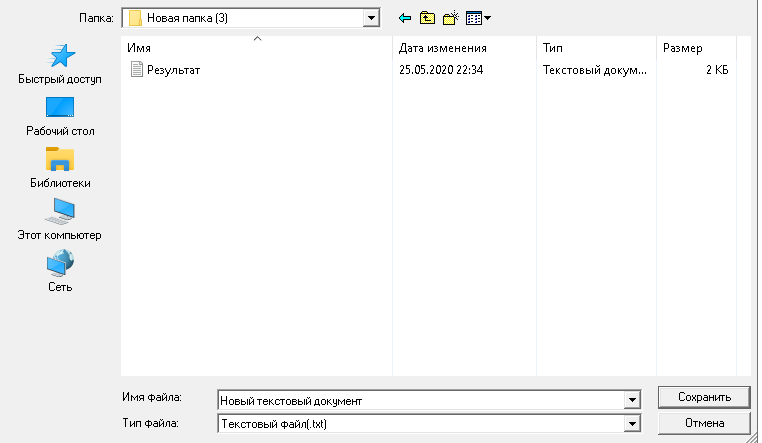 Папка: Новая папка (3)
Имя Дата изменения Тип Размер
Результат 25.05.2020 22:34 Текстовый докум... 2 КБ
Быстрый доступ
Рабочий стол
Библиотеки
Этот компьютер
Сеть
Имя файла: Новый текстовый документ Сохранить
Тип файла: Текстовый файл(.txt) Отмена